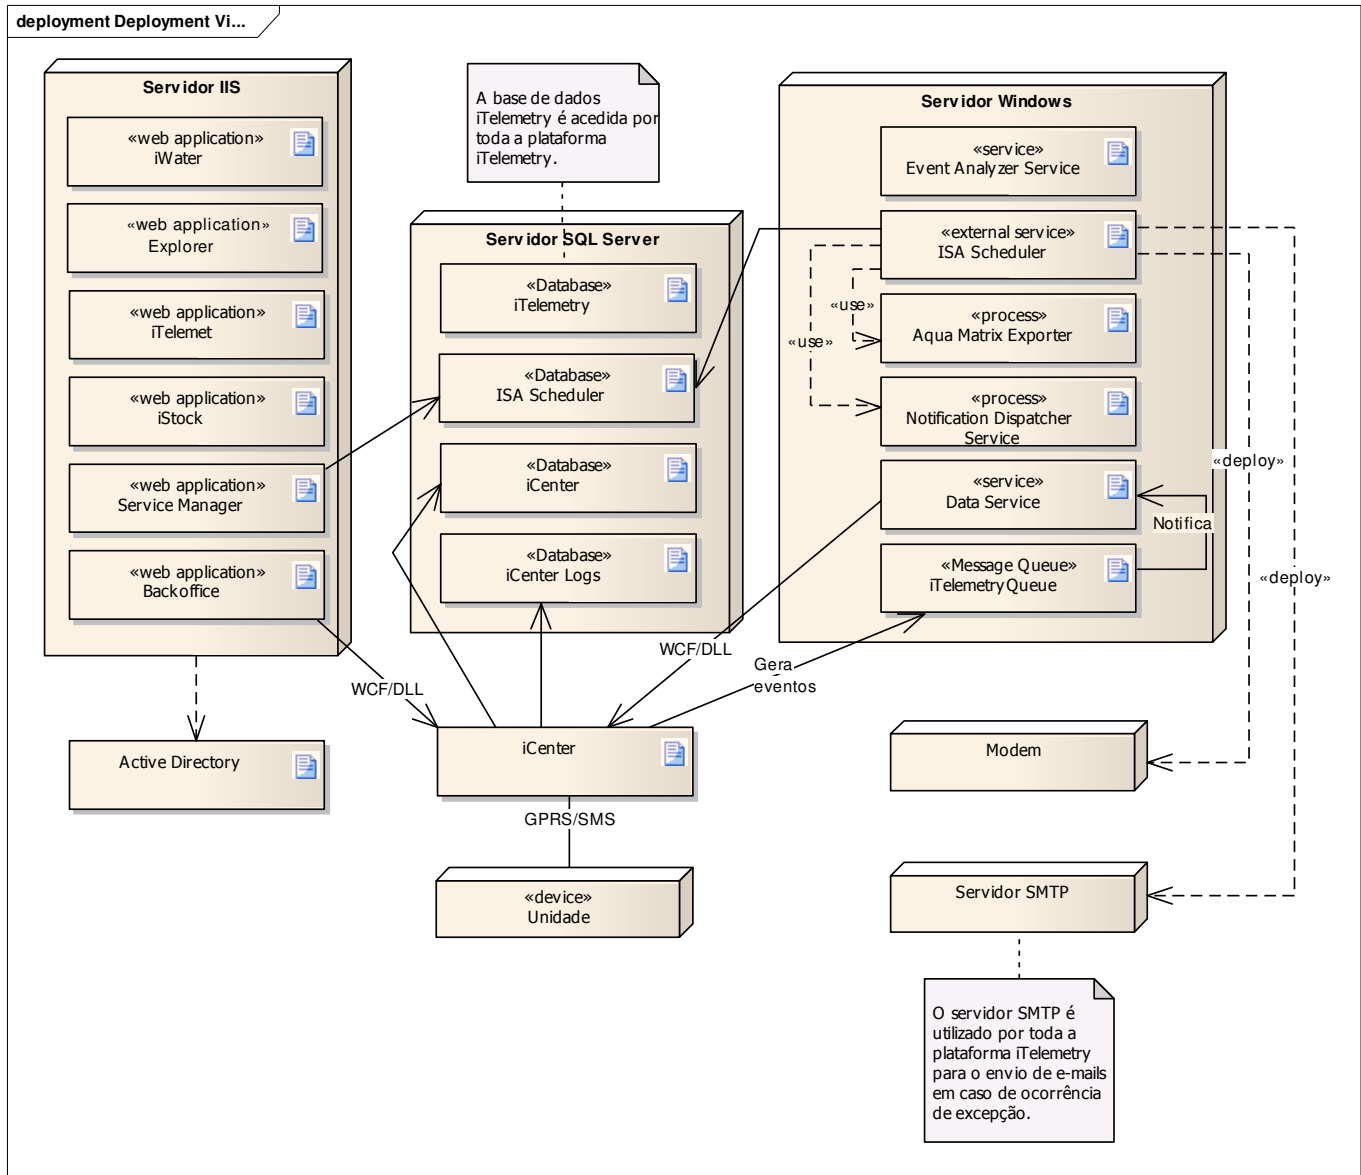 deployment Deployment Vi...
Servidor IIS
«web application»
iWater
«web application»
Explorer
«web application»
iTelemet
«web application»
iStock
«web application»
Service Manager
«web application»
Backoffice
A base de dados
iTelemetry é acedida por
toda a plataforma
iTelemetry.
Servidor SQL Server
«Database»
iTelemetry
«Database»
ISA Scheduler
«Database»
iCenter
«Database»
iCenter Logs
Servidor Windows
«service»
Event Analyzer Service
«external service»
ISA Scheduler
«use»
«use»
«process»
Aqua Matrix Exporter
«process»
Notification Dispatcher
Service
«service»
Data Service
Notifica
«Message Queue»
iTelemetryQueue
«deploy»
«deploy»
WCF/DLL
WCF/DLL
Gera
eventos
Active Directory
iCenter
GPRS/SMS
«device»
Unidade
Modem
Servidor SMTP
O servidor SMTP é
utilizado por toda a
plataforma iTelemetry
para o envio de e-mails
em caso de ocorrência
de excepção.